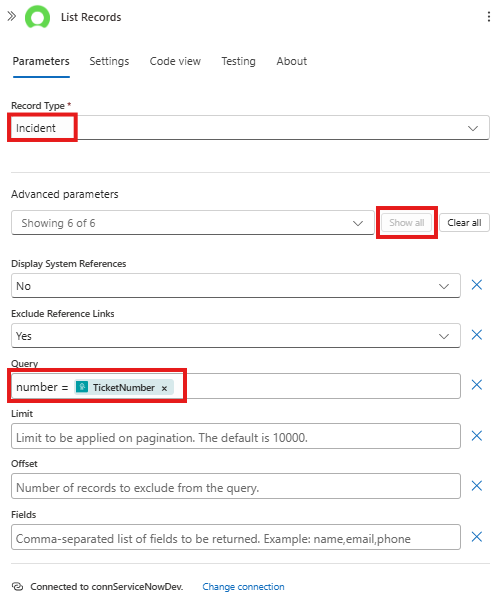 List Records
Parameters Settings Code view Testing About
Record Type *
Incident
Advanced parameters
Showing 6 of 6 Show all Clear all
Display System References
No
Exclude Reference Links
Yes
Query
number = TicketNumber ×
Limit
Limit to be applied on pagination. The default is 10000.
Offset
Number of records to exclude from the query.
Fields
Comma-separated list of fields to be returned. Example: name,email,phone
Connected to connServiceNowDev. Change connection